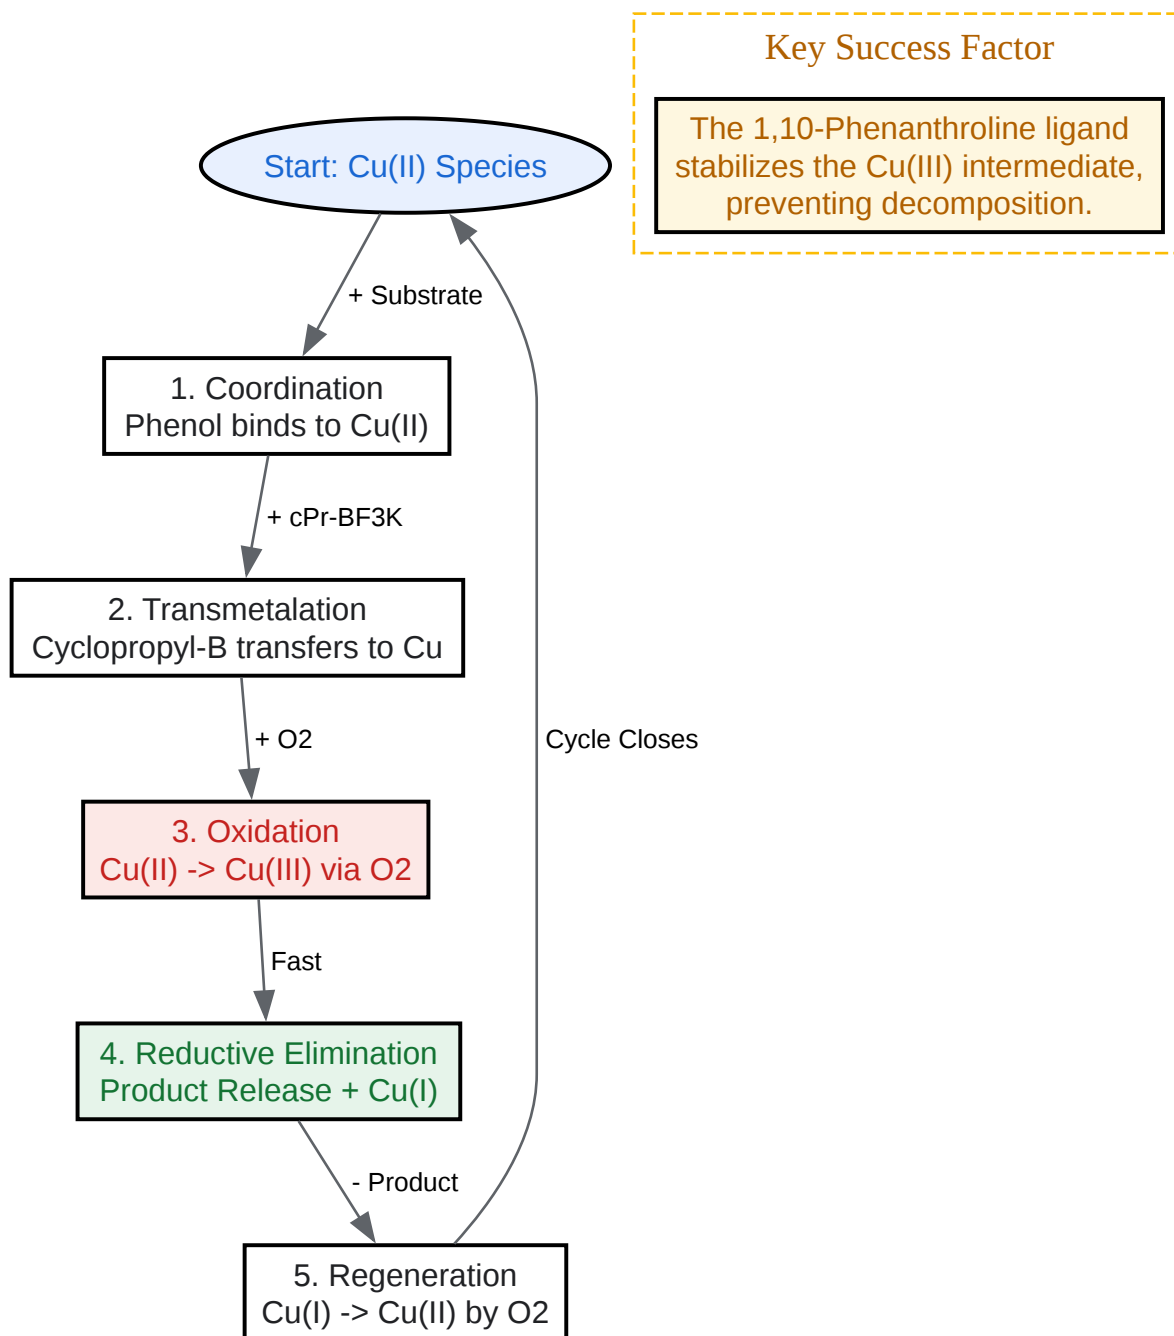 Key Success Factor
The 1,10-Phenanthroline ligand
stabilizes the Cu(III) intermediate,
preventing decomposition.
Start: Cu(II) Species
+ Substrate
1. Coordination
Phenol binds to Cu(II)
+ cPr-BF3K
2. Transmetalation
Cyclopropyl-B transfers to Cu
+ O2
Cycle Closes
3. Oxidation
Cu(II) -> Cu(III) via O2
Fast
4. Reductive Elimination
Product Release + Cu(I)
- Product
5. Regeneration
Cu(I) -> Cu(II) by O2